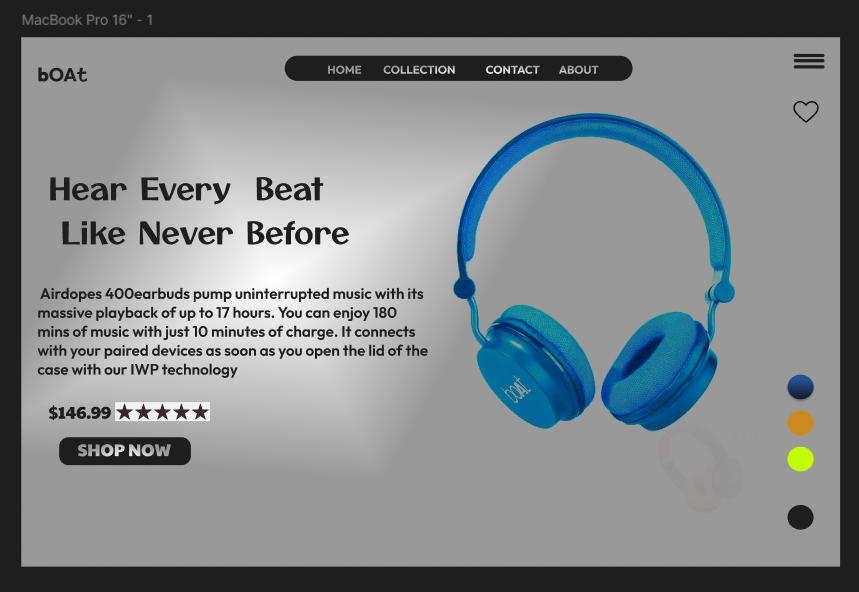 MacBook Pro 16" - 1
bOAt
HOME COLLECTION CONTACT ABOUT
Hear Every Beat
Like Never Before
Airdopes 400earbuds pump uninterrupted music with its
massive playback of up to 17 hours. You can enjoy 180
mins of music with just 10 minutes of charge. It connects
with your paired devices as soon as you open the lid of the
case with our IWP technology
$146.99 ★★★★★
SHOP NOW
boAt